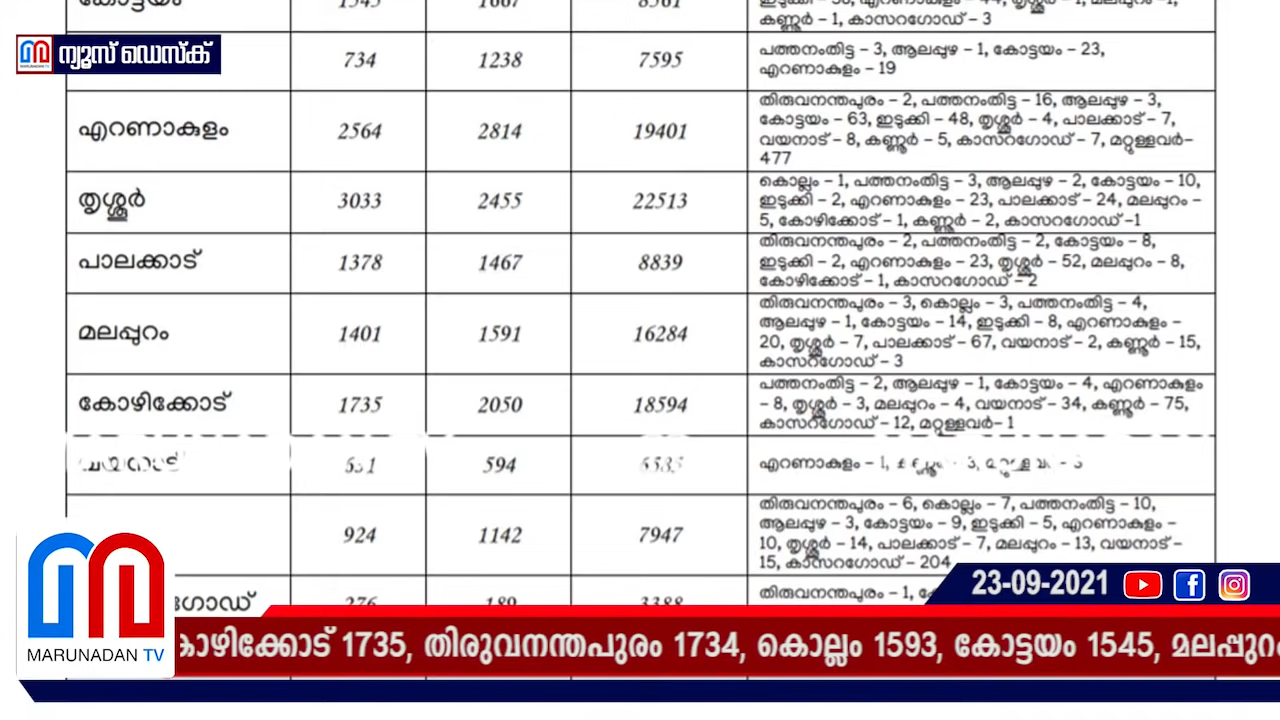 കോട്ടയം 1545 1667 8561
കണ്ണൂർ – 1, കാസറഗോഡ് – 3
ന്യൂസ് ഡെസ്ക്
MARUNADAN TV
734 1238 7595 പത്തനംതിട്ട – 3, ആലപ്പുഴ – 1, കോട്ടയം – 23,
എറണാകുളം – 19
എറണാകുളം 2564 2814 19401 തിരുവനന്തപുരം – 2, പത്തനംതിട്ട – 16, ആലപ്പുഴ – 3,
കോട്ടയം – 63, ഇടുക്കി – 48, തൃശ്ശൂർ – 4, പാലക്കാട് – 7,
വയനാട് – 8, കണ്ണൂർ – 5, കാസറഗോഡ് – 7, മറ്റുള്ളവർ–
477
തൃശ്ശൂർ 3033 2455 22513 കൊല്ലം – 1, പത്തനംതിട്ട – 3, ആലപ്പുഴ – 2, കോട്ടയം – 10,
ഇടുക്കി – 2, എറണാകുളം – 23, പാലക്കാട് – 24, മലപ്പുറം –
5, കോഴിക്കോട് – 1, കണ്ണൂർ – 2, കാസറഗോഡ് –1
പാലക്കാട് 1378 1467 8839 തിരുവനന്തപുരം – 2, പത്തനംതിട്ട – 2, കോട്ടയം – 8,
ഇടുക്കി – 2, എറണാകുളം – 23, തൃശ്ശൂർ – 52, മലപ്പുറം – 8,
കോഴിക്കോട് – 1, കാസറഗോഡ് – 2
മലപ്പുറം 1401 1591 16284 തിരുവനന്തപുരം – 3, കൊല്ലം – 3, പത്തനംതിട്ട – 4,
ആലപ്പുഴ – 1, കോട്ടയം – 14, ഇടുക്കി – 8, എറണാകുളം –
20, തൃശ്ശൂർ – 7, പാലക്കാട് – 67, വയനാട് – 2, കണ്ണൂർ – 15,
കാസറഗോഡ് – 3
കോഴിക്കോട് 1735 2050 18594 പത്തനംതിട്ട – 2, ആലപ്പുഴ – 1, കോട്ടയം – 4, എറണാകുളം
– 8, തൃശ്ശൂർ – 3, മലപ്പുറം – 4, വയനാട് – 34, കണ്ണൂർ – 75,
കാസറഗോഡ് – 12, മറ്റുള്ളവർ– 1
വയനാട് 594 എറണാകുളം – 1,
924 1142 7947 തിരുവനന്തപുരം – 6, കൊല്ലം – 7, പത്തനംതിട്ട – 10,
ആലപ്പുഴ – 3, കോട്ടയം – 9, ഇടുക്കി – 5, എറണാകുളം –
10, തൃശ്ശൂർ – 14, പാലക്കാട് – 7, മലപ്പുറം – 13, വയനാട് –
15, കാസറഗോഡ് – 204
ഗോഡ് 276 189 3388 തിരുവനന്തപുരം – 1,
23-09-2021
MARUNADAN TV
കോഴിക്കോട് 1735, തിരുവനന്തപുരം 1734, കൊല്ലം 1593, കോട്ടയം 1545, മലപ്പുറം